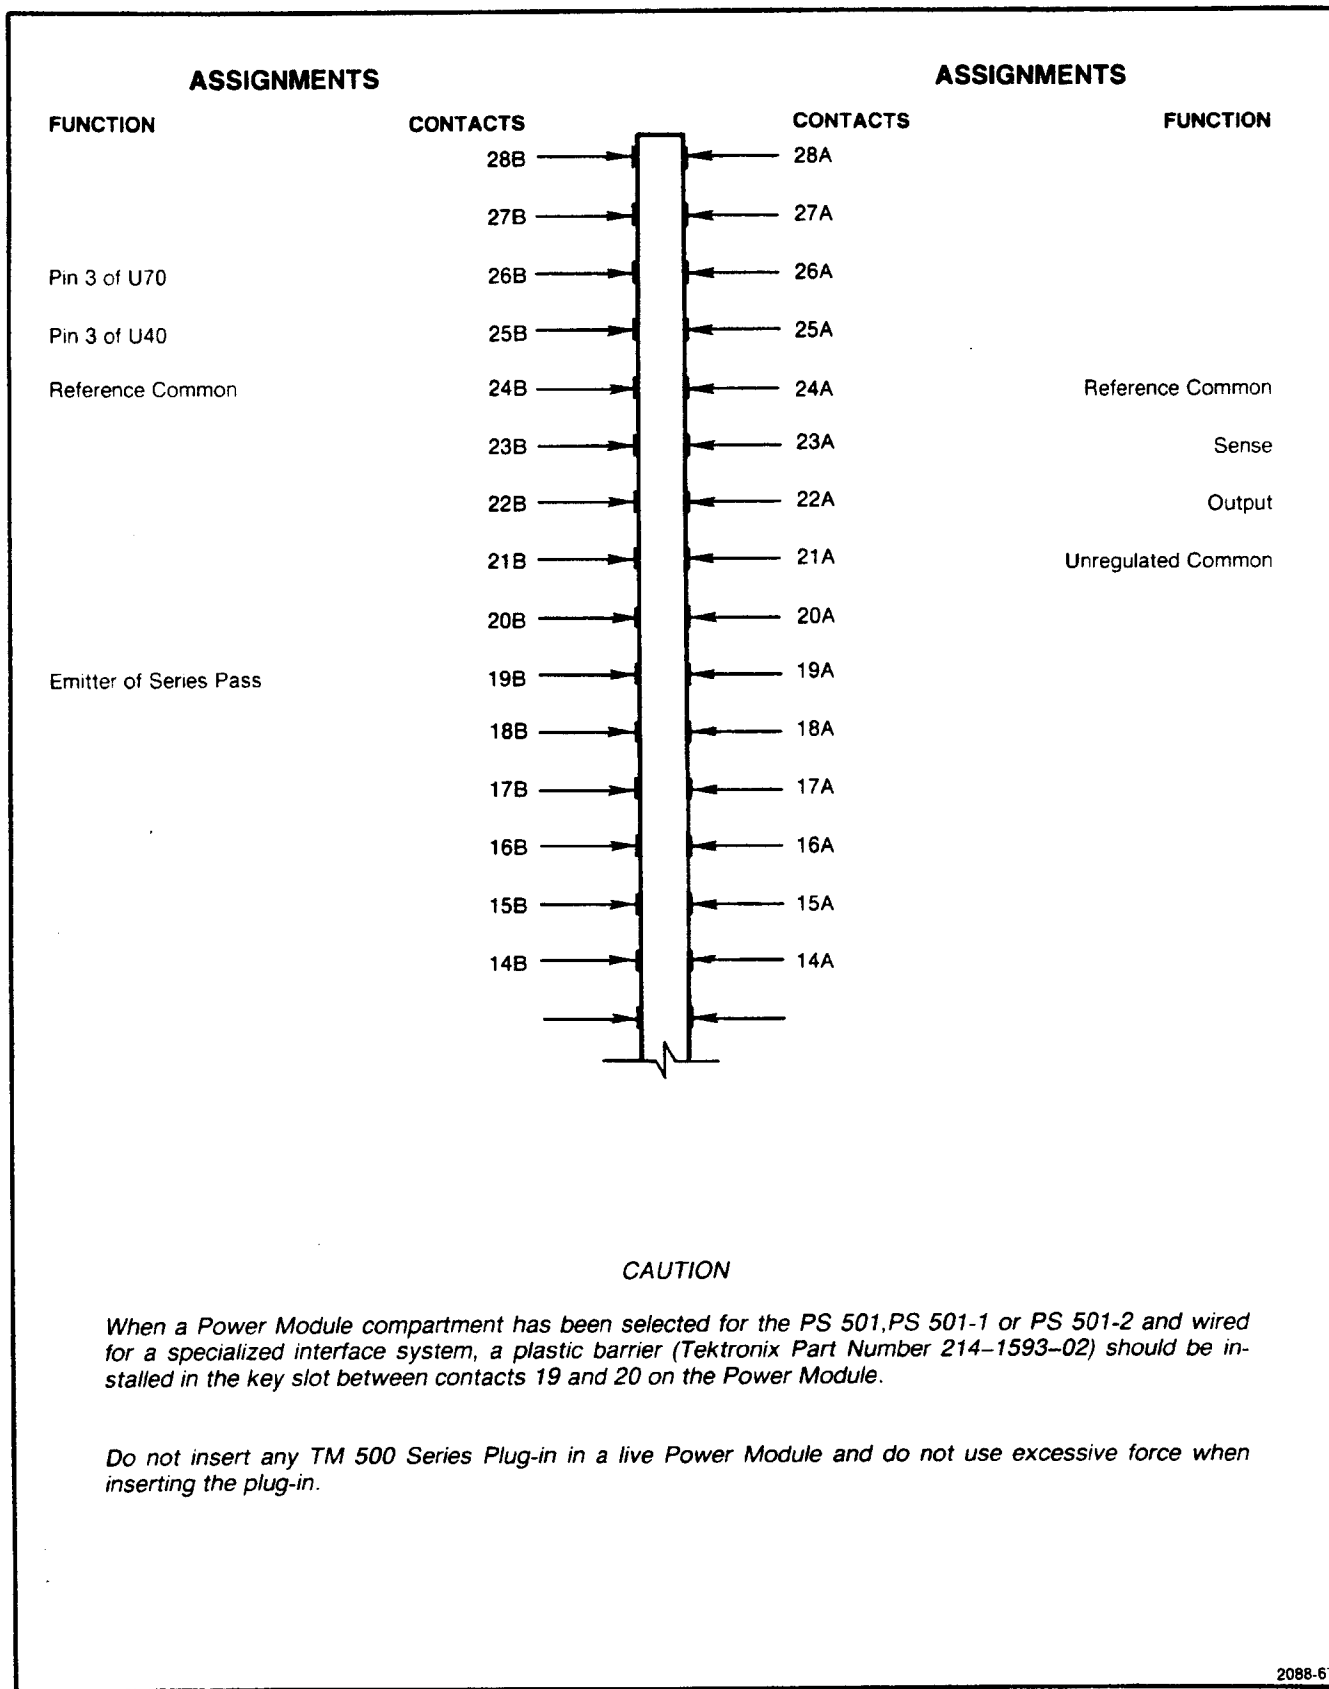 ASSIGNMENTS ASSIGNMENTS
FUNCTION CONTACTS CONTACTS FUNCTION
28B 28A
27B 27A
Pin 3 of U70 26B 26A
Pin 3 of U40 25B 25A
Reference Common 24B 24A Reference Common
23B 23A Sense
22B 22A Output
21B 21A Unregulated Common
20B 20A
Emitter of Series Pass 19B 19A
18B 18A
17B 17A
16B 16A
15B 15A
14B 14A
CAUTION
When a Power Module compartment has been selected for the PS 501,PS 501-1 or PS 501-2 and wired
for a specialized interface system, a plastic barrier (Tektronix Part Number 214–1593–02) should be in-
stalled in the key slot between contacts 19 and 20 on the Power Module.
Do not insert any TM 500 Series Plug-in in a live Power Module and do not use excessive force when
inserting the plug-in.